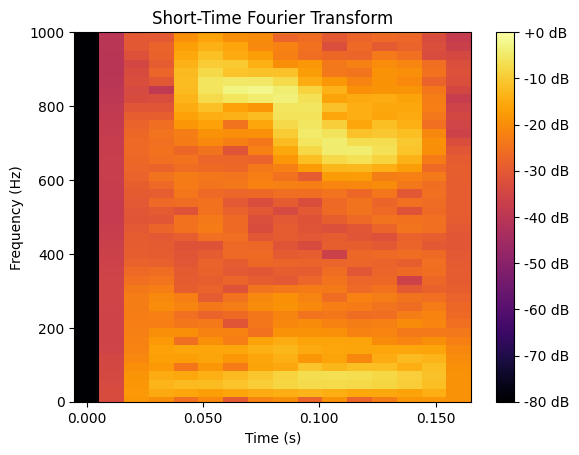 Short-Time Fourier Transform
Frequency (Hz)
1000
800
600
400
200
0
0.000
0.050
0.100
0.150
Time (s)
+0 dB
-10 dB
-20 dB
-30 dB
-40 dB
-50 dB
-60 dB
-70 dB
-80 dB